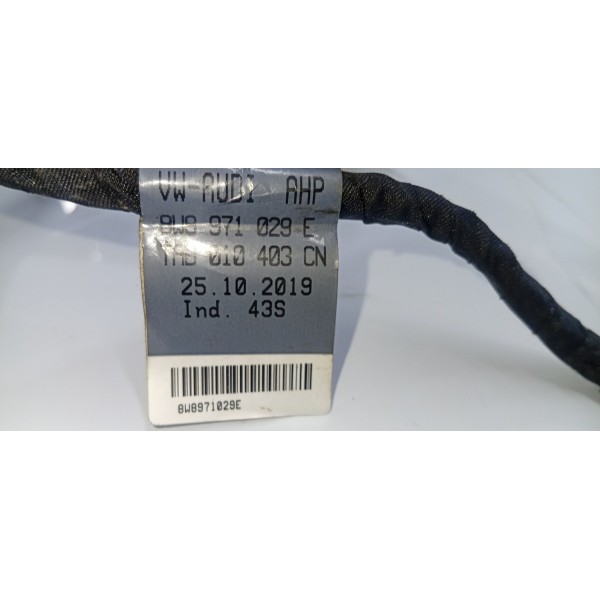 VW-AUDI AHP
8W8 971 029 E
TAB 010 403 CN
25.10.2019
Ind. 43S
8W8971029E